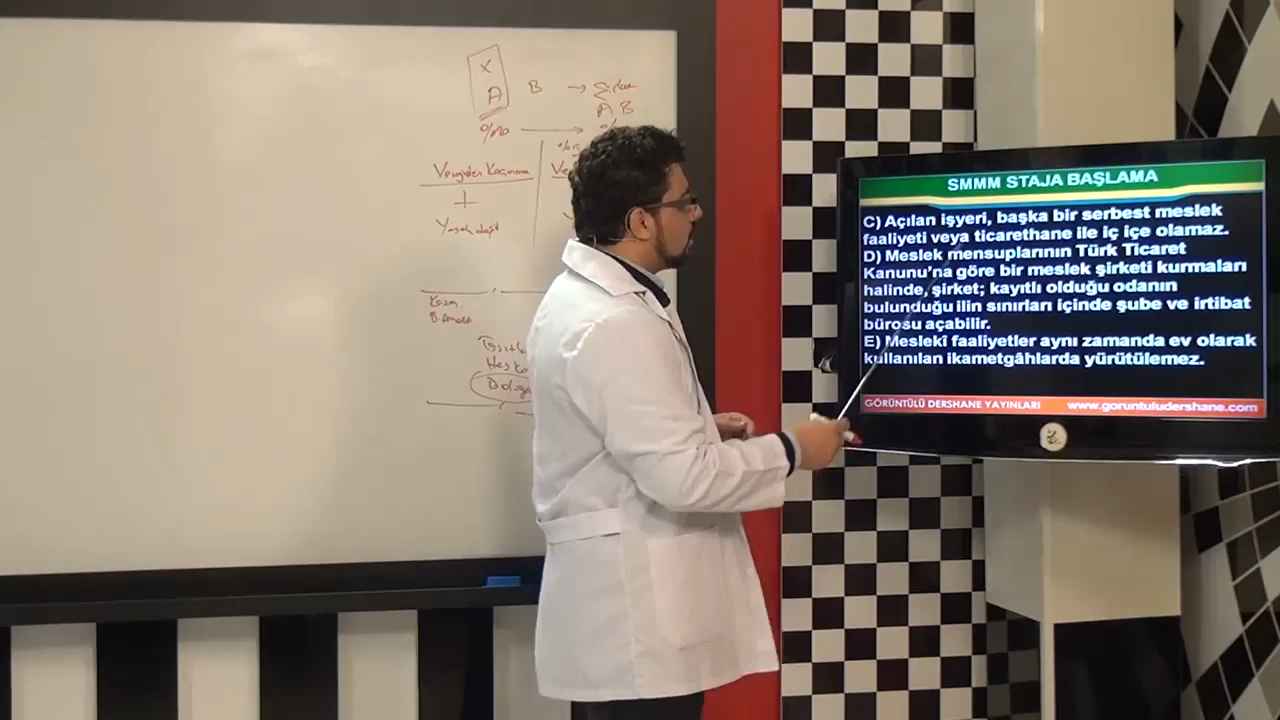 X
A
B → Şirket
A B
Vergiden Kaçınma
+
Yasak değil
SMMM STAJA BAŞLAMA
C) Açılan işyeri, başka bir serbest meslek
faaliyeti veya ticarethane ile iç içe olamaz.
D) Meslek mensuplarının Türk Ticaret
Kanunu’na göre bir meslek şirketi kurmaları
halinde, şirket; kayıtlı olduğu odanın
bulunduğu ilin sınırları içinde şube ve irtibat
bürosu açabilir.
E) Meslekî faaliyetler aynı zamanda ev olarak
kullanılan ikametgâhlarda yürütülemez.
GÖRÜNTÜLÜ DERSHANE YAYINLARI www.goruntuludershane.com